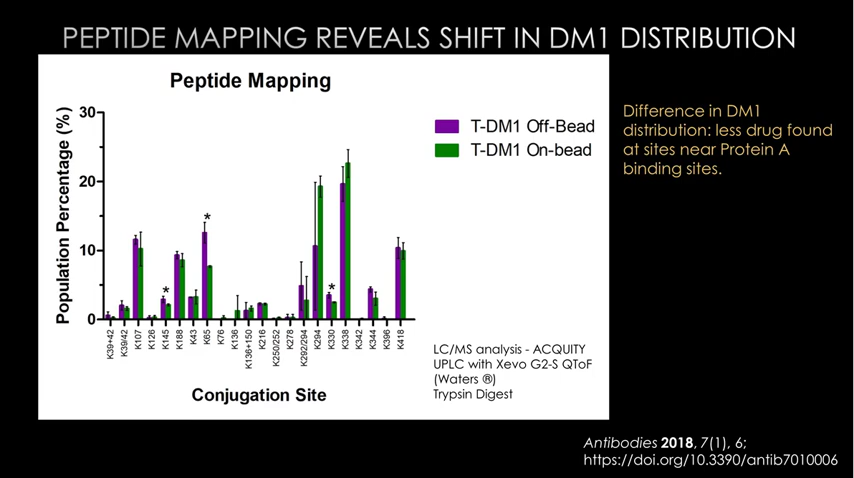 PEPTIDE MAPPING REVEALS SHIFT IN DM1 DISTRIBUTION
Peptide Mapping
Population Percentage (%)
30
20
10
0
*
*
*
T-DM1 Off-Bead
T-DM1 On-bead
K39+42
K39/42
K107
K126
K145
K188
K43
K65
K76
K136
K136+150
K216
K250/252
K278
K292/294
K294
K330
K338
K342
K344
K396
K418
Conjugation Site
LC/MS analysis - ACQUITY
UPLC with Xevo G2-S QToF
(Waters ®)
Trypsin Digest
Difference in DM1
distribution: less drug found
at sites near Protein A
binding sites.
Antibodies 2018, 7(1), 6;
https://doi.org/10.3390/antib7010006